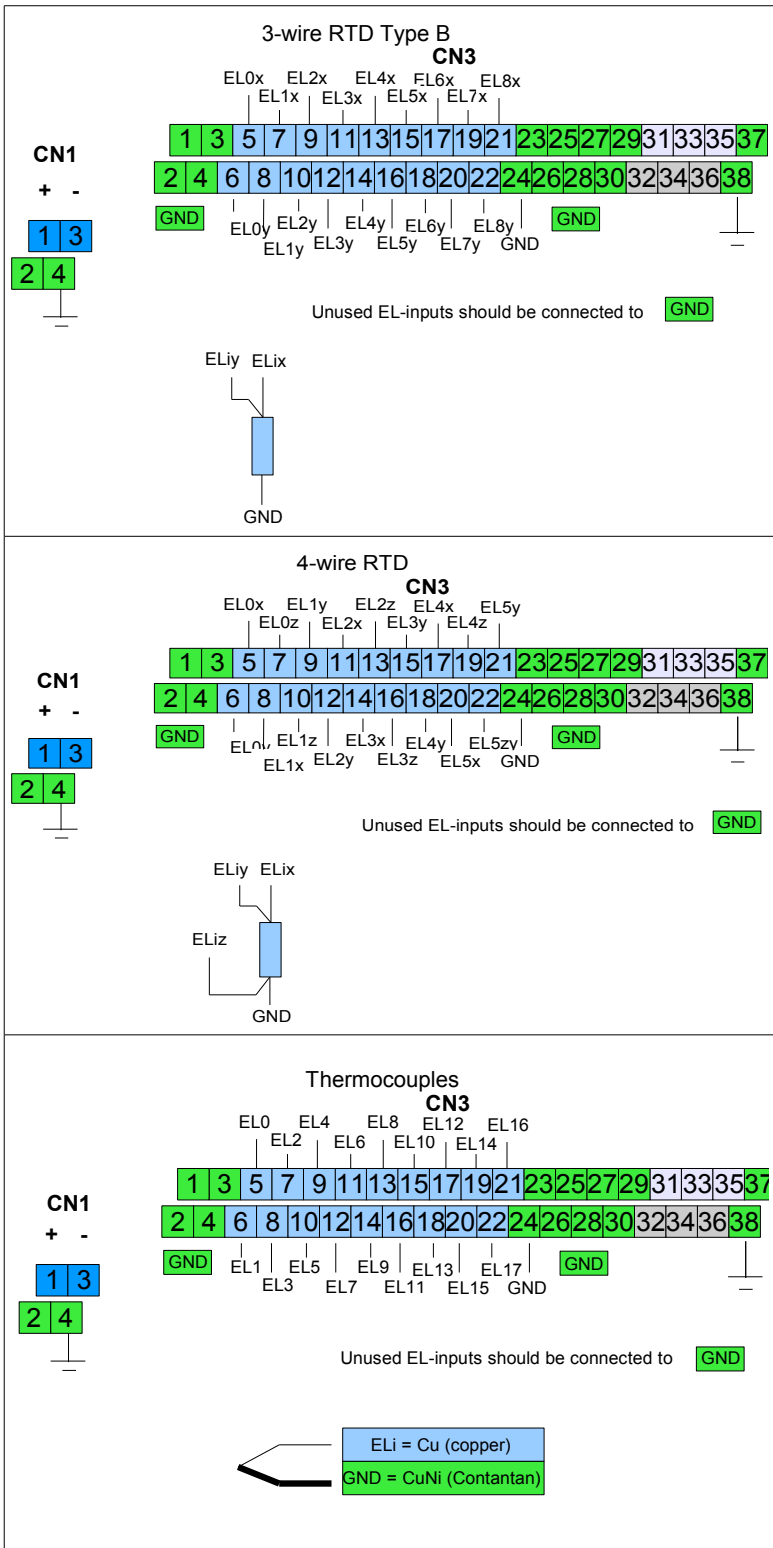 3-wire RTD Type B
CN3
EL0x EL2x EL4x EL6x EL8x
EL1x EL3x EL5x EL7x
1 3 5 7 9 11 13 15 17 19 21 23 25 27 29 31 33 35 37
CN1
2 4 6 8 10 12 14 16 18 20 22 24 26 28 30 32 34 36 38
+ -
GND EL0y EL2y EL4y EL6y EL8y GND
EL1y EL3y EL5y EL7y GND
1 3
2 4
Unused EL-inputs should be connected to GND
ELiy ELix
GND
4-wire RTD
CN3
EL0x EL1y EL2z EL4x EL5y
EL0z EL2x EL3y EL4z
1 3 5 7 9 11 13 15 17 19 21 23 25 27 29 31 33 35 37
CN1
2 4 6 8 10 12 14 16 18 20 22 24 26 28 30 32 34 36 38
+ -
GND EL0y EL1z EL3x EL4y EL5zy GND
EL1x EL2y EL3z EL5x GND
1 3
2 4
Unused EL-inputs should be connected to GND
ELiy ELix
ELiz
GND
Thermocouples
CN3
EL0 EL4 EL8 EL12 EL16
EL2 EL6 EL10 EL14
1 3 5 7 9 11 13 15 17 19 21 23 25 27 29 31 33 35 37
CN1
2 4 6 8 10 12 14 16 18 20 22 24 26 28 30 32 34 36 38
+ -
GND EL1 EL5 EL9 EL13 EL17 GND
EL3 EL7 EL11 EL15 GND
1 3
2 4
Unused EL-inputs should be connected to GND
ELi = Cu (copper)
GND = CuNi (Contantan)